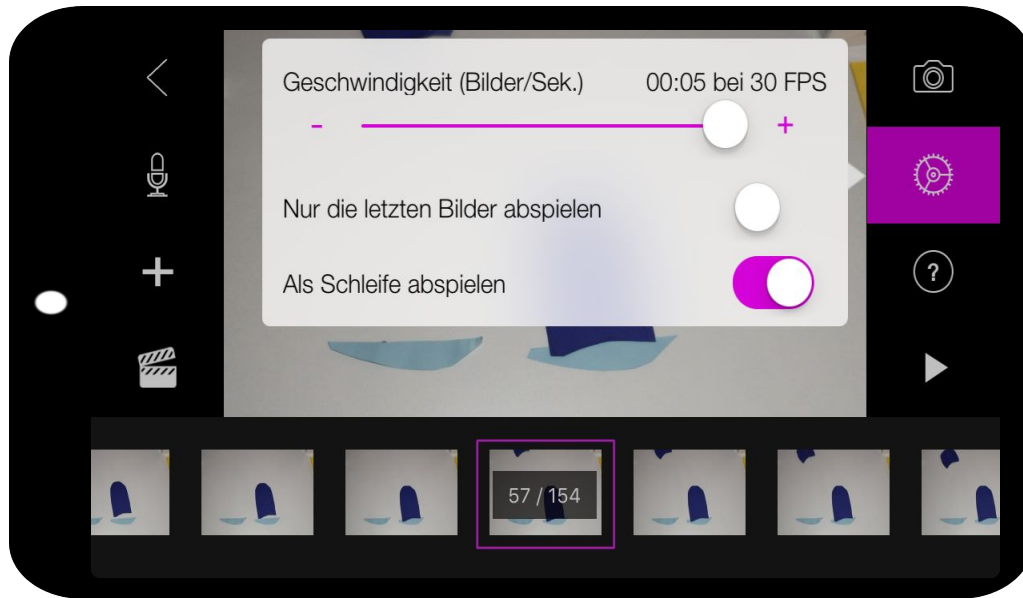 Geschwindigkeit (Bilder/Sek.) 00:05 bei 30 FPS
- +
Nur die letzten Bilder abspielen
Als Schleife abspielen
?
57 / 154